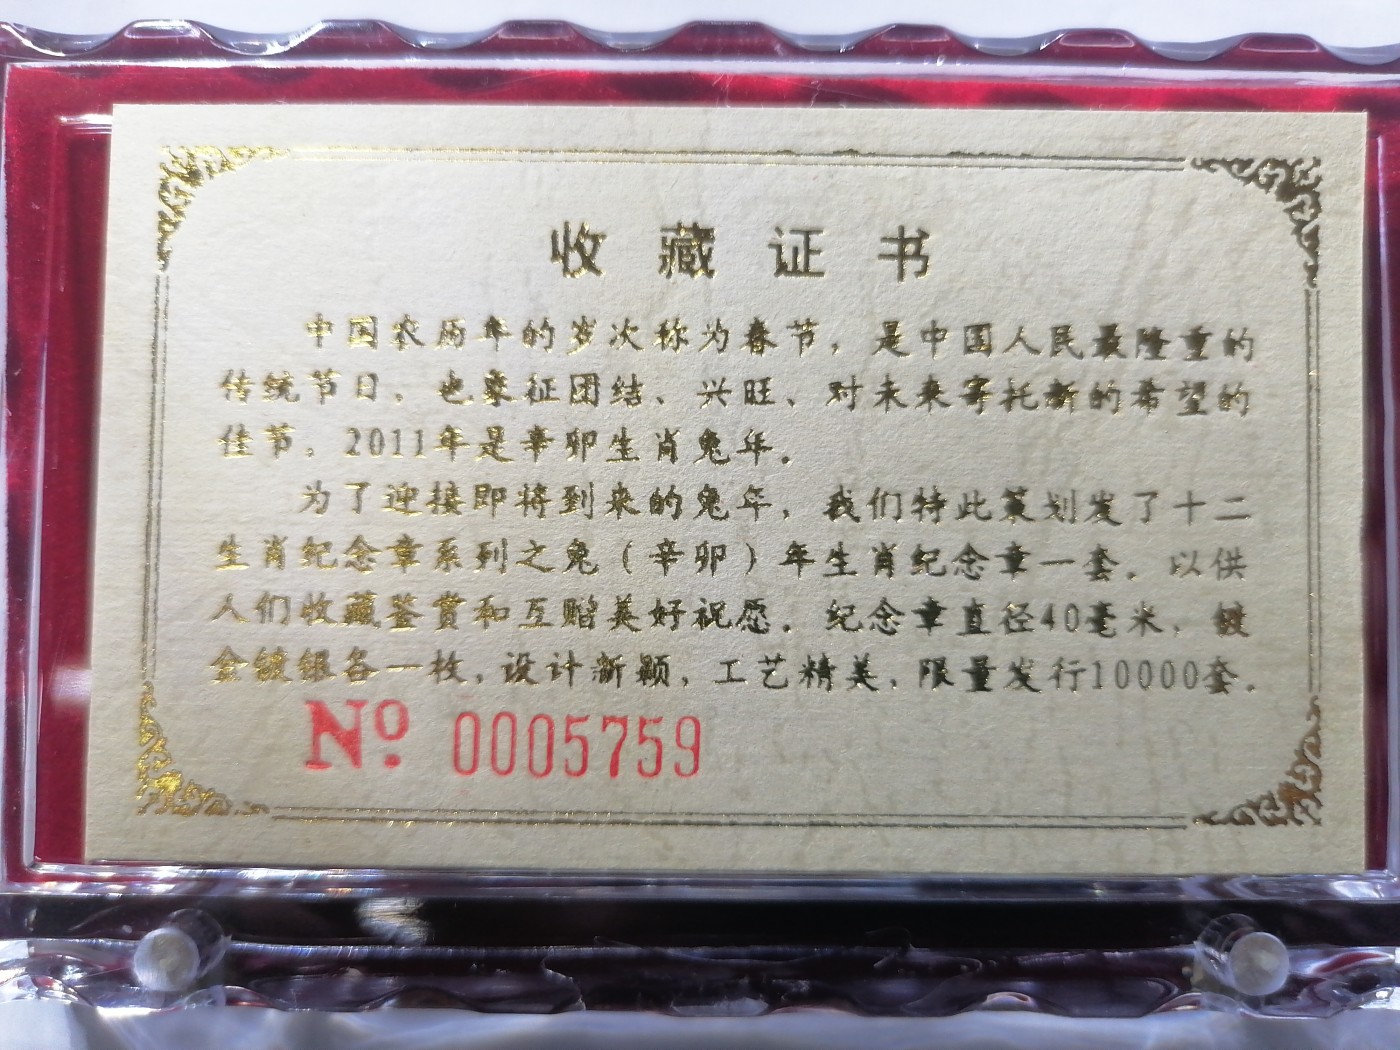 收藏证书
中国农历年的岁次称为春节，是中国人民最隆重的
传统节日，也象征团结、兴旺、对未来寄托新的希望的
佳节。2011年是辛卯生肖兔年。
为了迎接即将到来的兔年，我们特此策划发了十二
生肖纪念章系列之兔（辛卯）年生肖纪念章一套，以供
人们收藏鉴赏和互赠美好祝愿。纪念章直径40毫米，镀
金镀银各一枚，设计新颖，工艺精美，限量发行10000套。
Nº 0005759